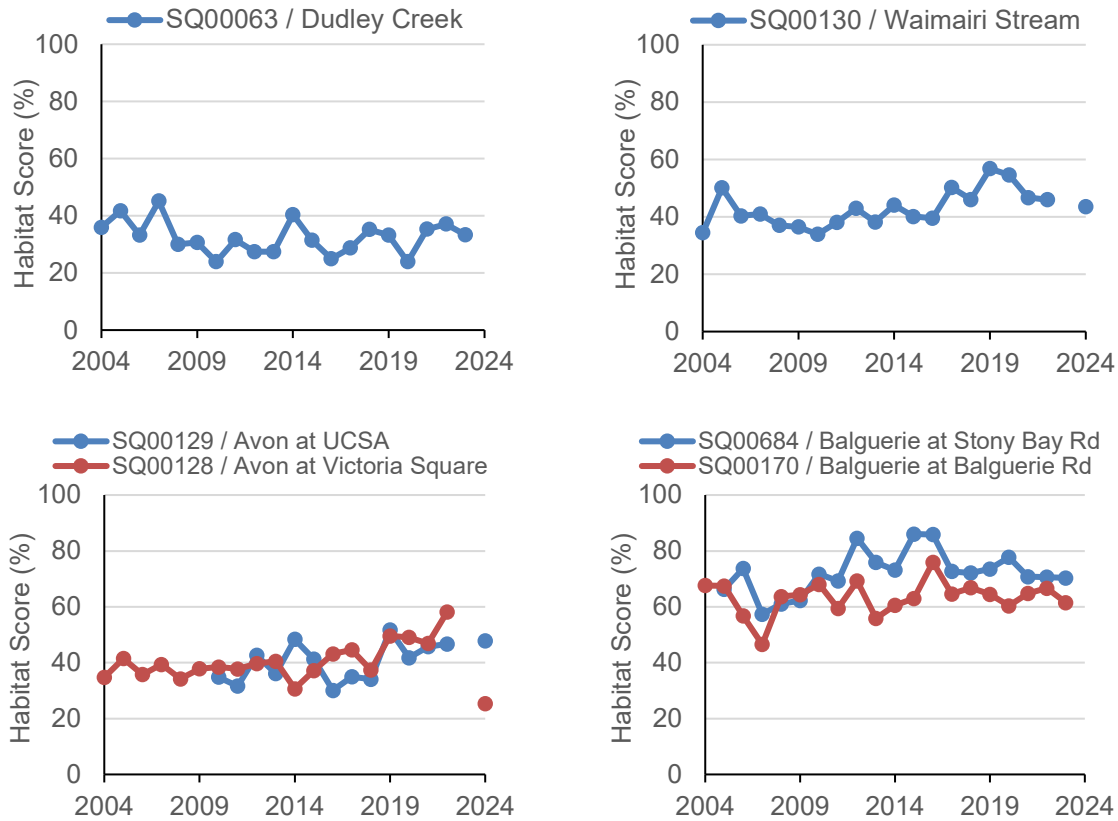 SQ00063 / Dudley Creek
Habitat Score (%)
100
80
60
40
20
0
2004 2009 2014 2019 2024
SQ00130 / Waimairi Stream
Habitat Score (%)
100
80
60
40
20
0
2004 2009 2014 2019 2024
SQ00129 / Avon at UCSA
SQ00128 / Avon at Victoria Square
Habitat Score (%)
100
80
60
40
20
0
2004 2009 2014 2019 2024
SQ00684 / Balguerie at Stony Bay Rd
SQ00170 / Balguerie at Balguerie Rd
Habitat Score (%)
100
80
60
40
20
0
2004 2009 2014 2019 2024